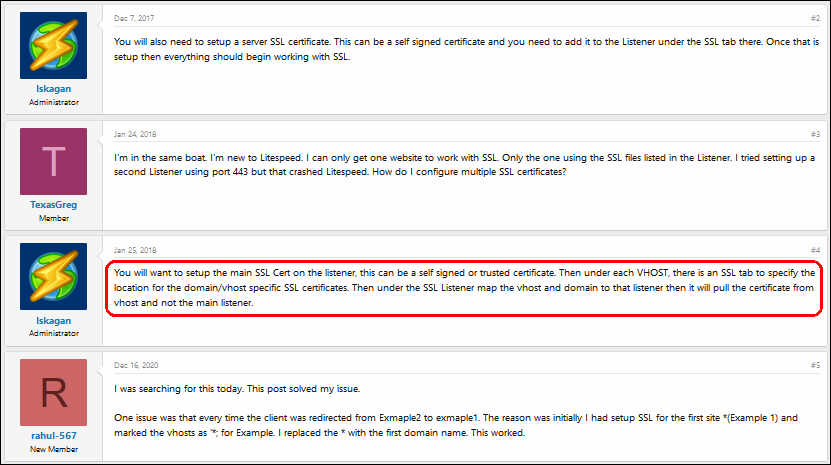 Dec 7, 2017
#2
You will also need to setup a server SSL certificate. This can be a self signed certificate and you need to add it to the Listener under the SSL tab there. Once that is
setup then everything should begin working with SSL.
lskagan
Administrator
Jan 24, 2018
#3
T
I'm in the same boat. I'm new to Litespeed. I can only get one website to work with SSL. Only the one using the SSL files listed in the Listener. I tried setting up a
second Listener using port 443 but that crashed Litespeed. How do I configure multiple SSL certificates?
TexasGreg
Member
Jan 25, 2018
#4
You will want to setup the main SSL Cert on the listener, this can be a self signed or trusted certificate. Then under each VHOST, there is an SSL tab to specify the
location for the domain/vhost specific SSL certificates. Then under the SSL Listener map the vhost and domain to that listener then it will pull the certificate from
vhost and not the main listener.
lskagan
Administrator
Dec 16, 2020
#5
R
I was searching for this today. This post solved my issue.
One issue was that every time the client was redirected from Exmaple2 to exmaple1. The reason was initially I had setup SSL for the first site *(Example 1) and
marked the vhosts as '*; for Example. I replaced the * with the first domain name. This worked.
rahul-567
New Member